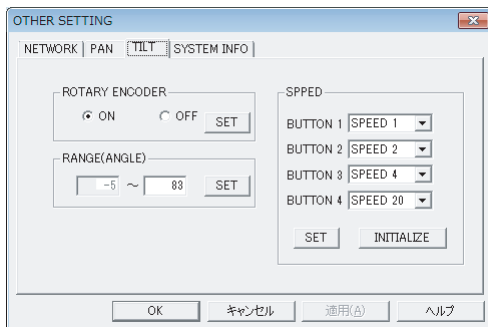 OTHER SETTING
NETWORK PAN TILT SYSTEM INFO
ROTARY ENCODER
ON OFF SET
RANGE(ANGLE)
-5 ～ 83 SET
SPPED
BUTTON 1 SPEED 1
BUTTON 2 SPEED 2
BUTTON 3 SPEED 4
BUTTON 4 SPEED 20
SET INITIALIZE
OK キャンセル 適用(A) ヘルプ